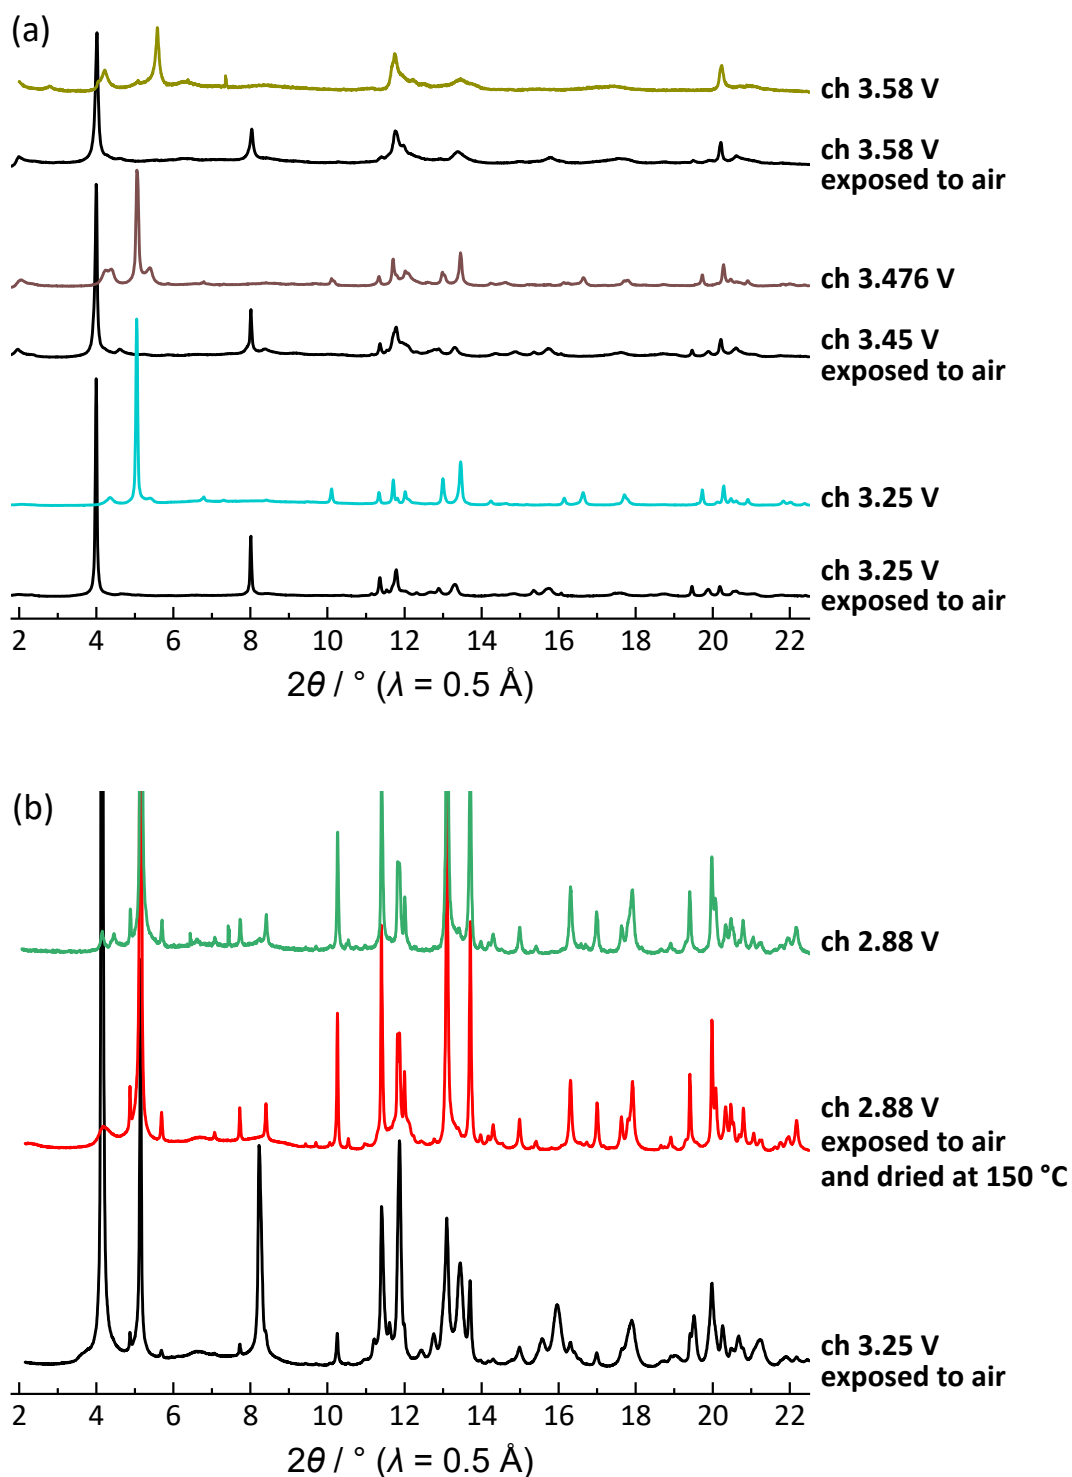 (a)
ch 3.58 V
ch 3.58 V
exposed to air
ch 3.476 V
ch 3.45 V
exposed to air
ch 3.25 V
ch 3.25 V
exposed to air
2 4 6 8 10 12 14 16 18 20 22
2θ / ° (λ = 0.5 Å)
(b)
ch 2.88 V
ch 2.88 V
exposed to air
and dried at 150 °C
ch 3.25 V
exposed to air
2 4 6 8 10 12 14 16 18 20 22
2θ / ° (λ = 0.5 Å)